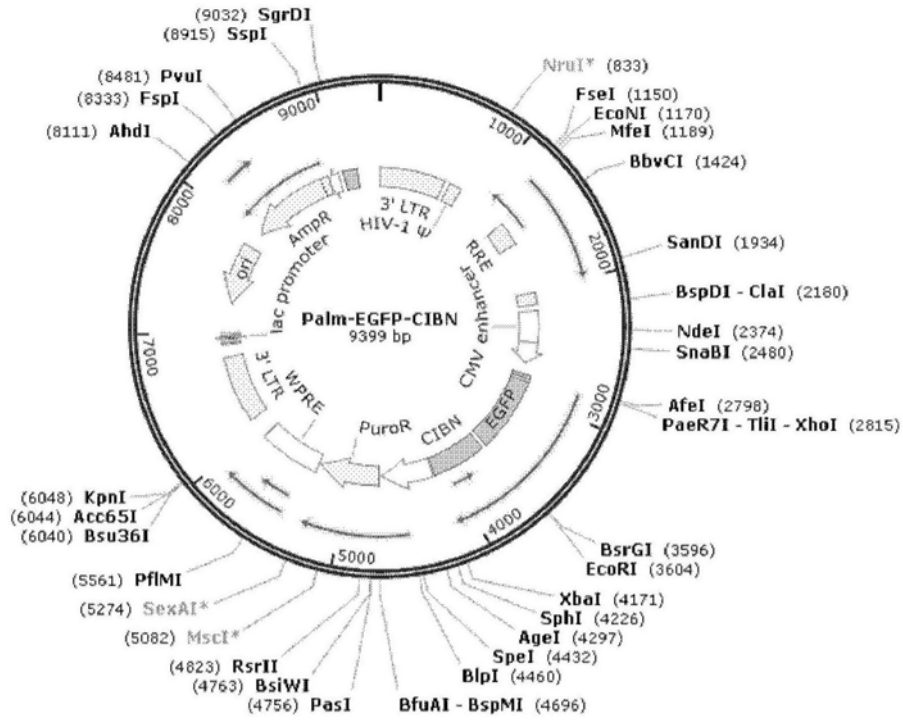 (9032) SgrDI
(8915) SspI
(8481) PvuI
(8333) FspI
(8111) AhdI
NruI* (833)
FseI (1150)
EcoNI (1170)
MfeI (1189)
BbvCI (1424)
SanDI (1934)
BspDI - ClaI (2180)
NdeI (2374)
SnaBI (2480)
AfeI (2798)
PaeR7I - TliI - XhoI (2815)
BsrGI (3596)
EcoRI (3604)
XbaI (4171)
SphI (4226)
AgeI (4297)
SpeI (4432)
BlpI (4460)
BfuAI - BspMI (4696)
(4756) PasI
(4763) BsiWI
(4823) RsrII
(5082) MscI*
(5274) SexAI*
(5561) PflMI
(6040) Bsu36I
(6044) Acc65I
(6048) KpnI
1000
2000
3000
4000
5000
6000
7000
8000
9000
3' LTR
HIV-1 Ψ
RRE
CMV enhancer
EGFP
CIBN
PuroR
WPRE
3' LTR
lac promoter
ori
AmpR
Palm-EGFP-CIBN
9399 bp